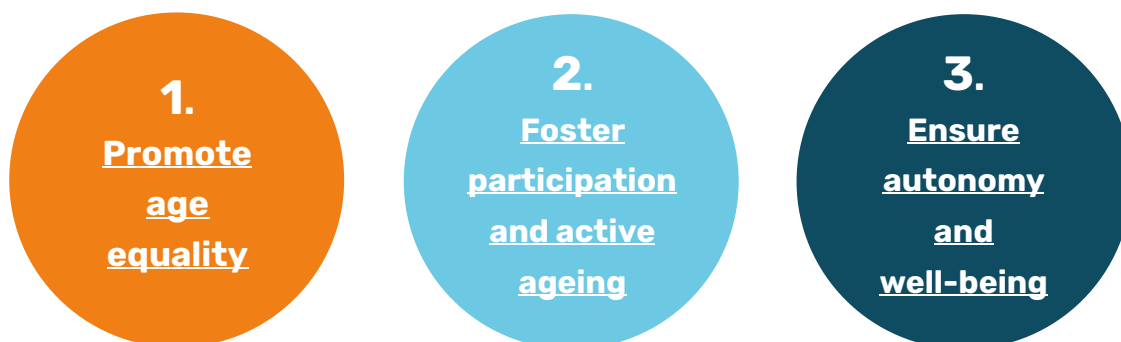 1.
Promote
age
equality
2.
Foster
participation
and active
ageing
3.
Ensure
autonomy
and
well-being